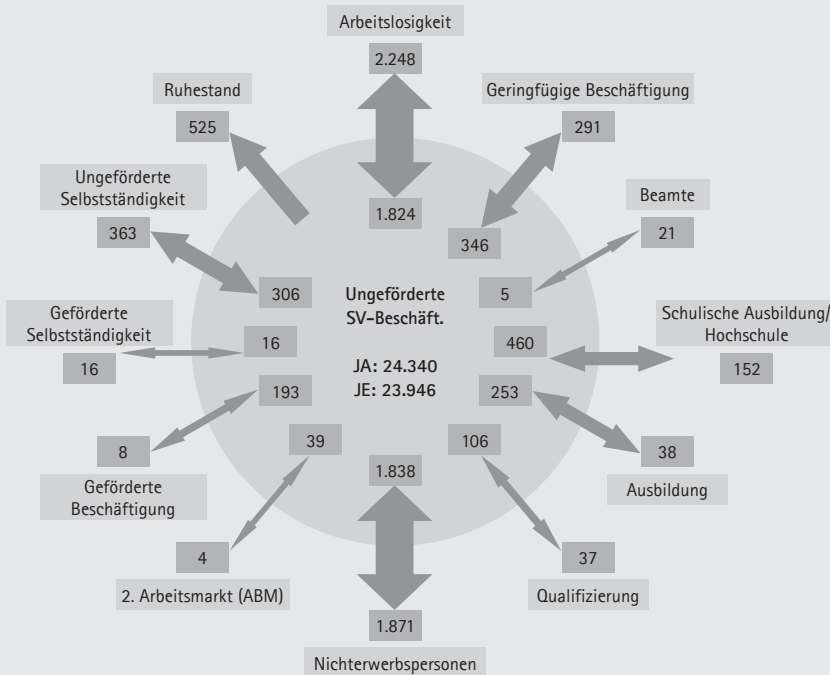 Arbeitslosigkeit
2.248
Ruhestand
525
Geringfügige Beschäftigung
291
Ungeförderte
Selbstständigkeit
363
Beamte
21
1.824
346
306
5
Ungeförderte
SV-Beschäft.
JA: 24.340
JE: 23.946
Geförderte
Selbstständigkeit
16
16
460
Schulische Ausbildung/
Hochschule
152
193
253
8
Geförderte
Beschäftigung
39
106
1.838
38
Ausbildung
4
2. Arbeitsmarkt (ABM)
37
Qualifizierung
1.871
Nichterwerbspersonen